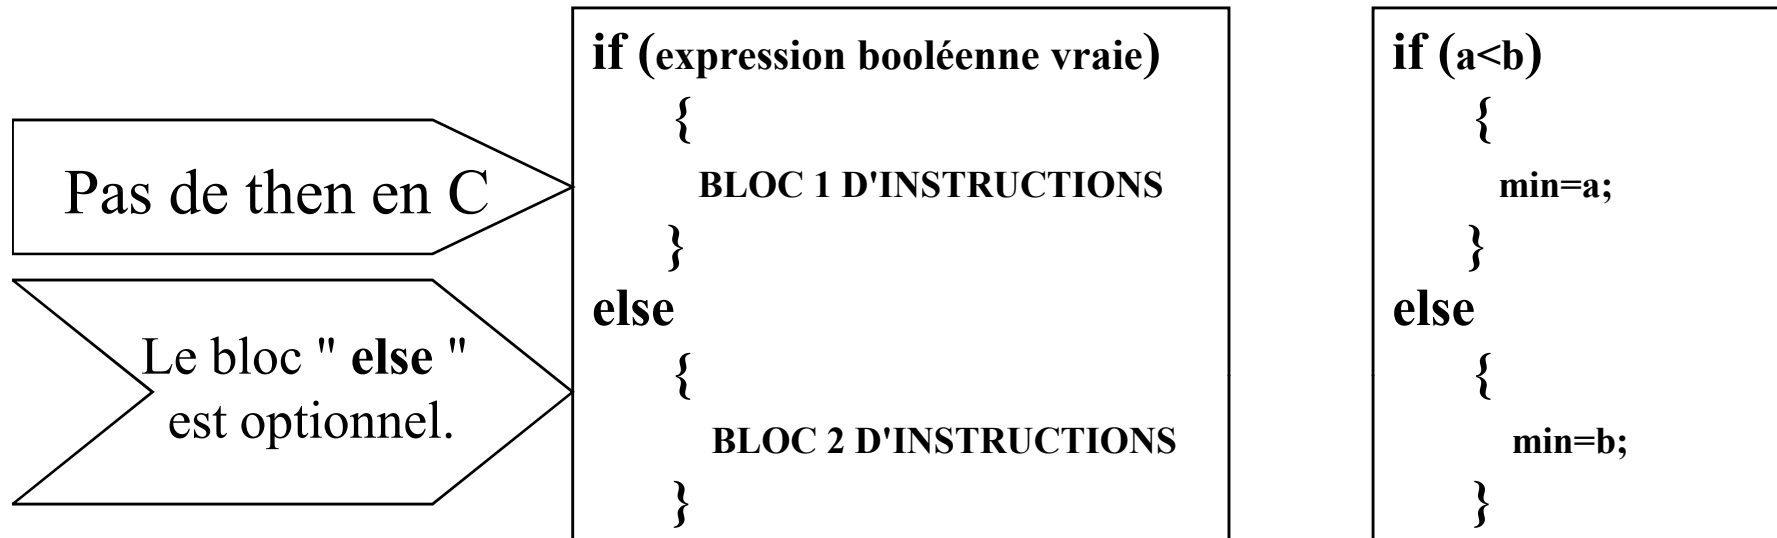 Pas de then en C
Le bloc " else "
est optionnel.
if (expression booléenne vraie)
{
BLOC 1 D'INSTRUCTIONS
}
else
{
BLOC 2 D'INSTRUCTIONS
}
if (a<b)
{
min=a;
}
else
{
min=b;
}